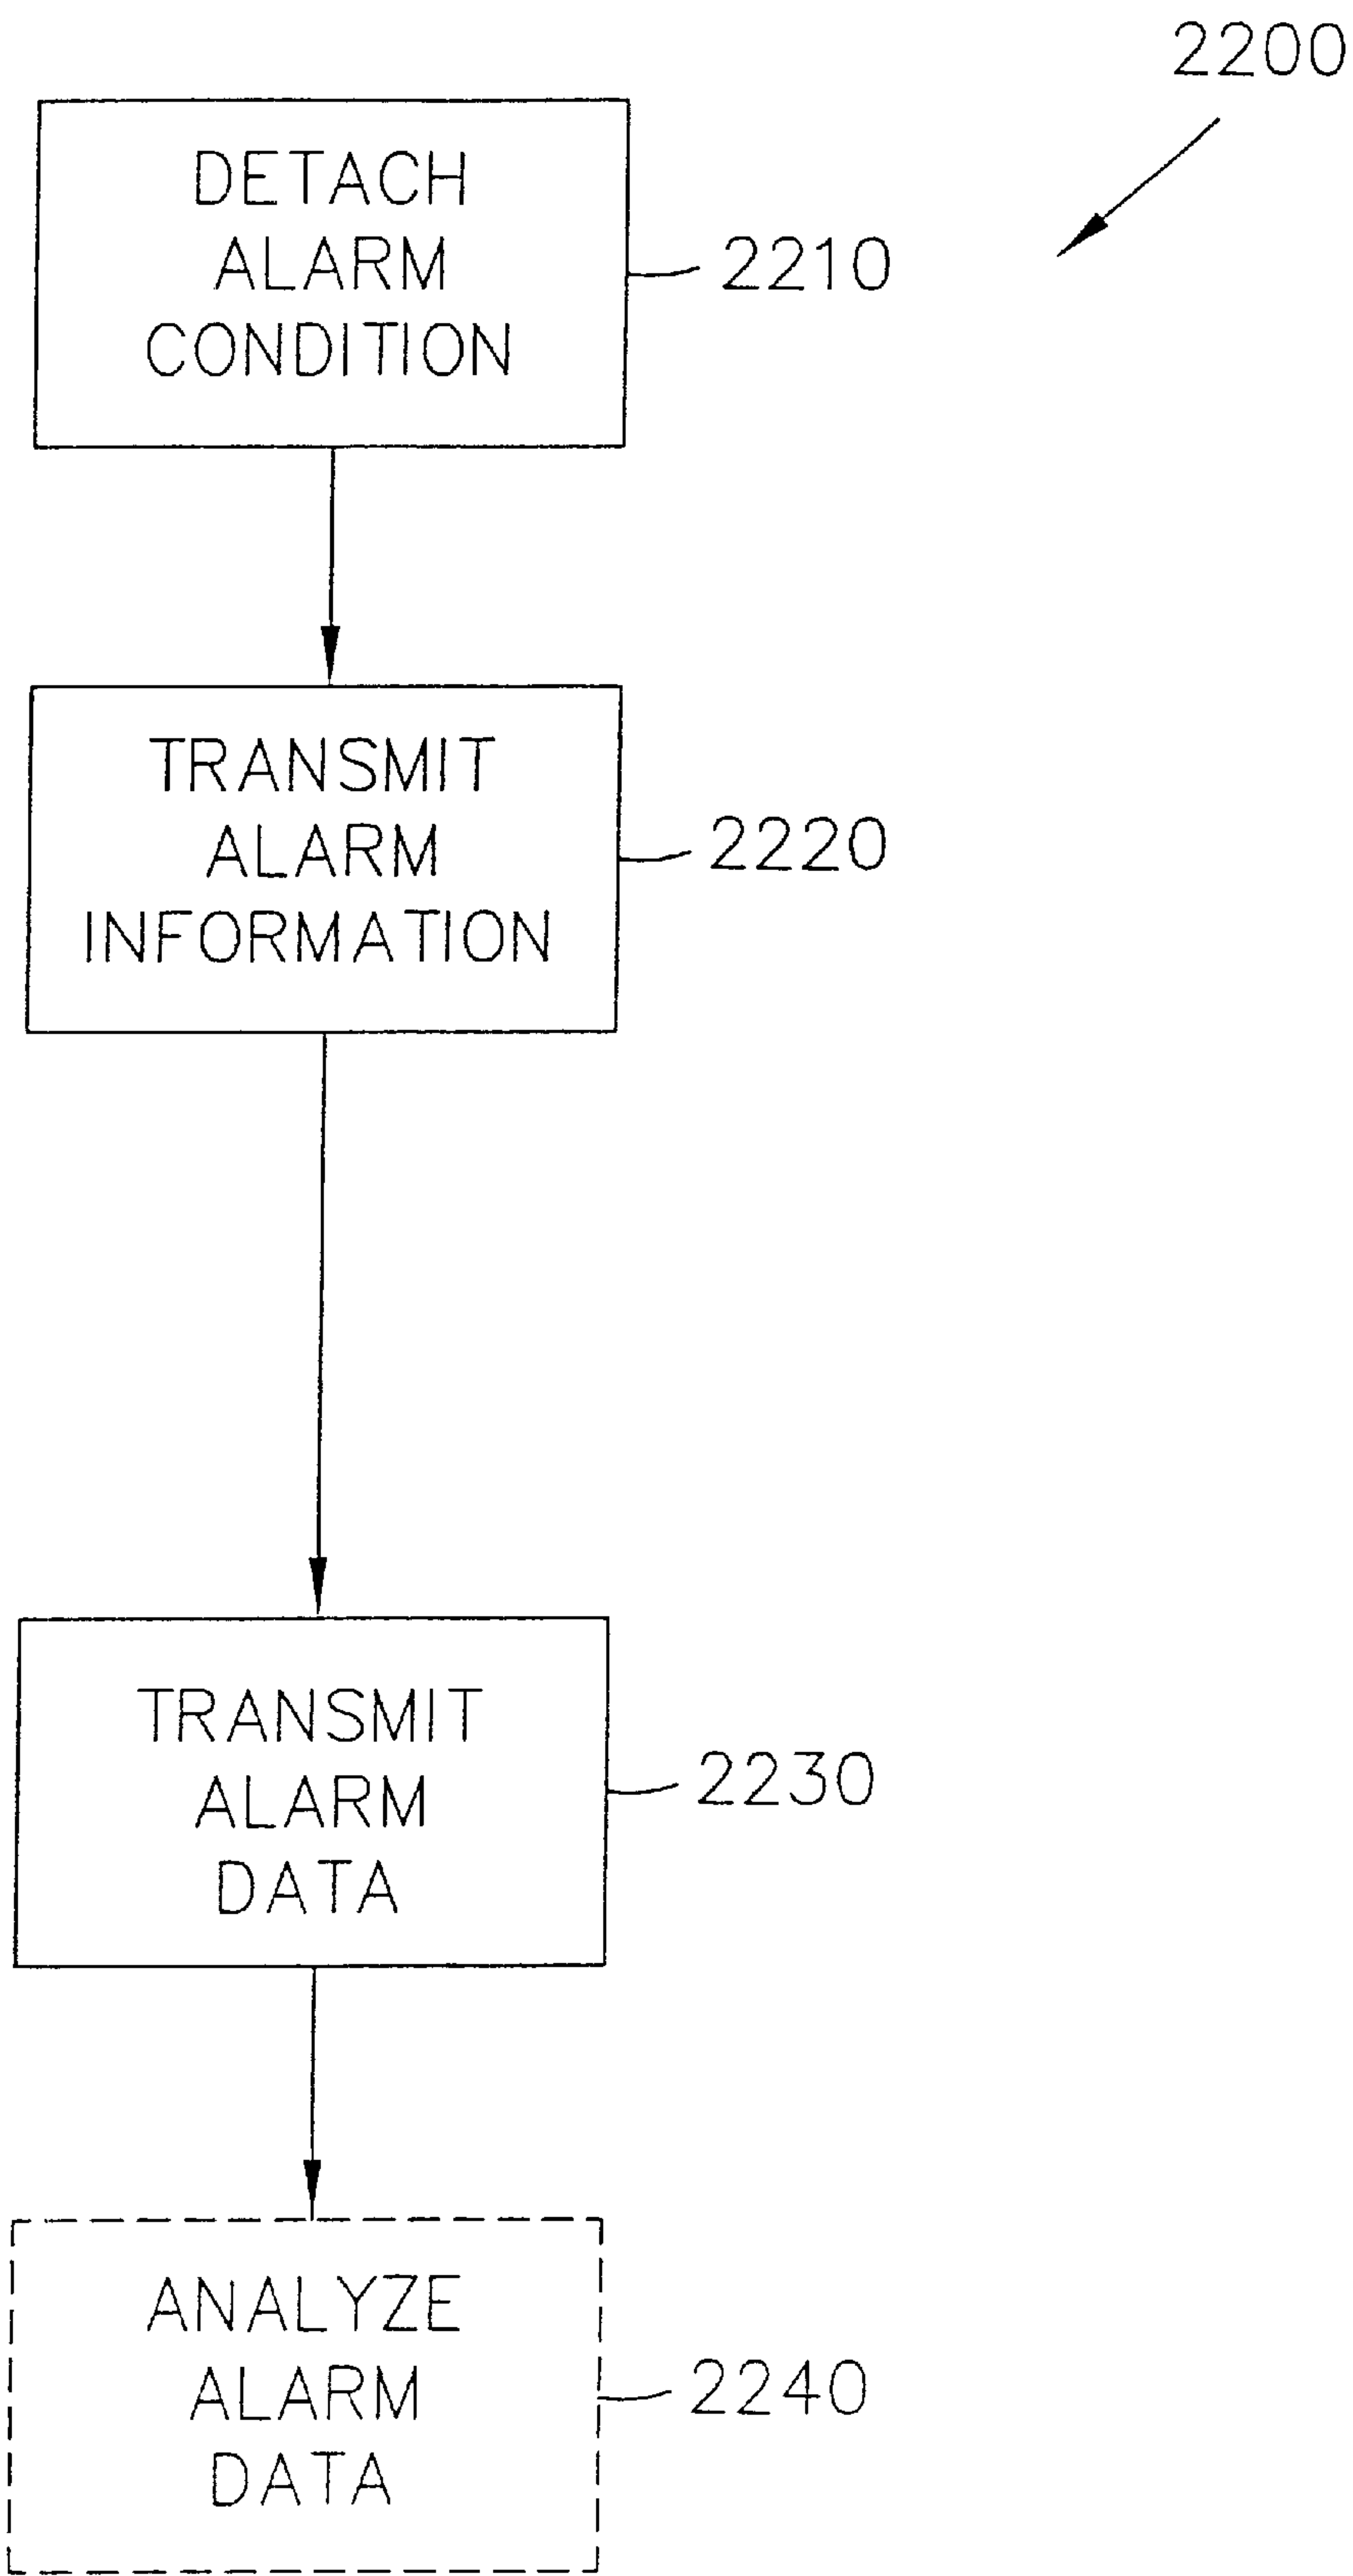 2200
DETACH
ALARM
CONDITION
2210
TRANSMIT
ALARM
INFORMATION
2220
TRANSMIT
ALARM
DATA
2230
ANALYZE
ALARM
DATA
2240